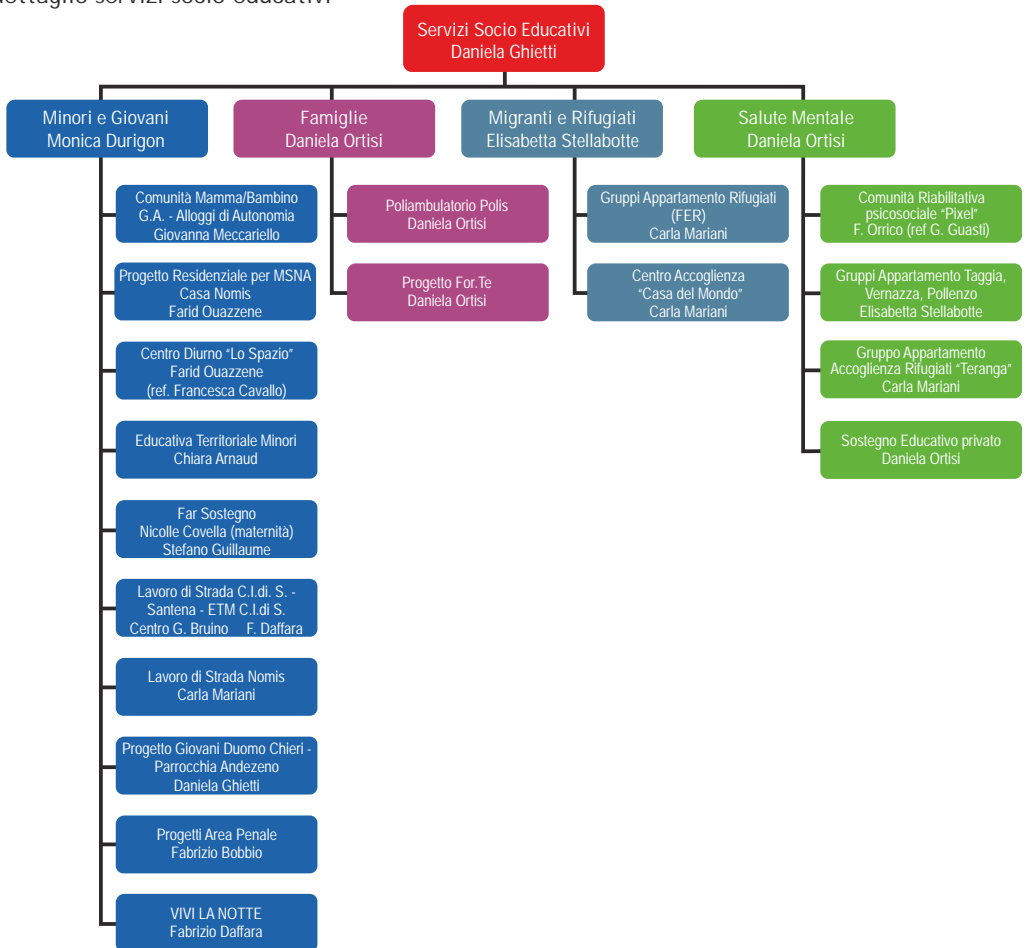 dettaglio servizi socio educativi
Servizi Socio Educativi
Daniela Ghietti
Minori e Giovani
Monica Durigon
Famiglie
Daniela Ortisi
Migranti e Rifugiati
Elisabetta Stellabotte
Salute Mentale
Daniela Ortisi
Comunità Mamma/Bambino
G.A. - Alloggi di Autonomia
Giovanna Meccariello
Progetto Residenziale per MSNA
Casa Nomis
Farid Ouazzene
Centro Diurno “Lo Spazio”
Farid Ouazzene
(ref. Francesca Cavallo)
Educativa Territoriale Minori
Chiara Arnaud
Far Sostegno
Nicolle Covella (maternità)
Stefano Guillaume
Lavoro di Strada C.I.di. S. -
Santena - ETM C.I.di S.
Centro G. Bruino F. Daffara
Lavoro di Strada Nomis
Carla Mariani
Progetto Giovani Duomo Chieri -
Parrocchia Andezeno
Daniela Ghietti
Progetti Area Penale
Fabrizio Bobbio
VIVI LA NOTTE
Fabrizio Daffara
Poliambulatorio Polis
Daniela Ortisi
Progetto For.Te
Daniela Ortisi
Gruppi Appartamento Rifugiati
(FER)
Carla Mariani
Centro Accoglienza
“Casa del Mondo”
Carla Mariani
Comunità Riabilitativa
psicosociale “Pixel”
F. Orrico (ref G. Guasti)
Gruppi Appartamento Taggia,
Vernazza, Pollenzo
Elisabetta Stellabotte
Gruppo Appartamento
Accoglienza Rifugiati “Teranga”
Carla Mariani
Sostegno Educativo privato
Daniela Ortisi